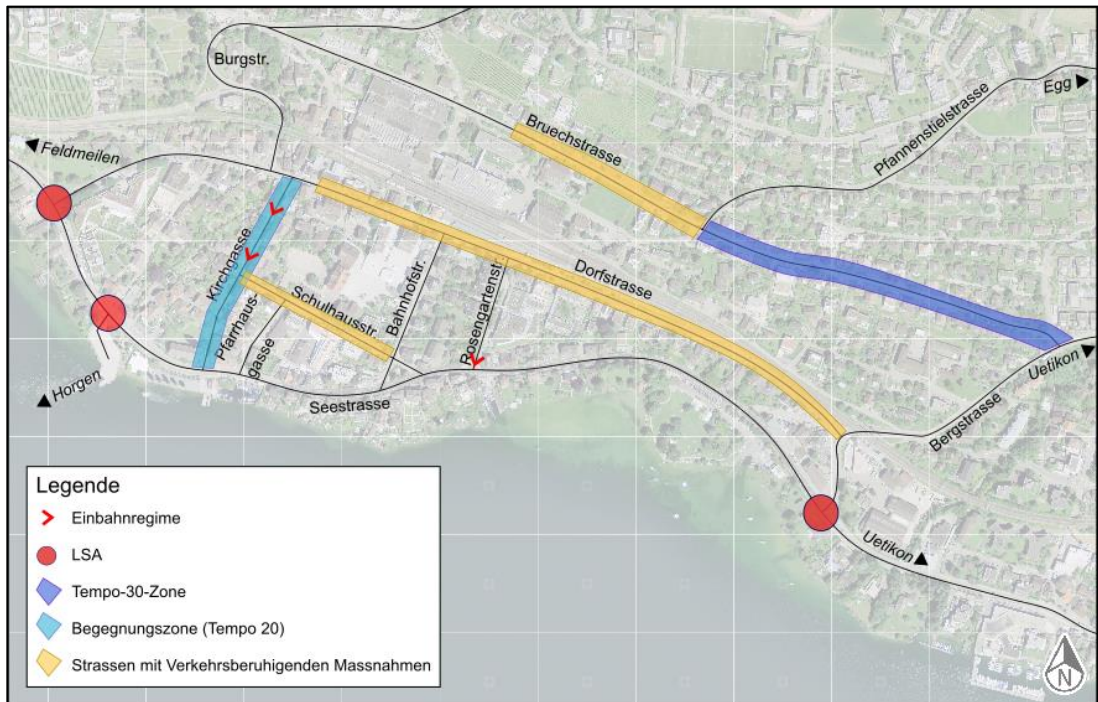 Burgstr.
Egg
Feldmeilen
Bruechstrasse
Pfannenstielstrasse
Kirchgasse
Pfarrhaus-
gasse
Schulhausstr.
Bahnhofstr.
Rosengartenstr.
Dorfstrasse
Horgen
Seestrasse
Uetikon
Bergstrasse
Uetikon
Legende
Einbahnregime
LSA
Tempo-30-Zone
Begegnungszone (Tempo 20)
Strassen mit Verkehrsberuhigenden Massnahmen
N